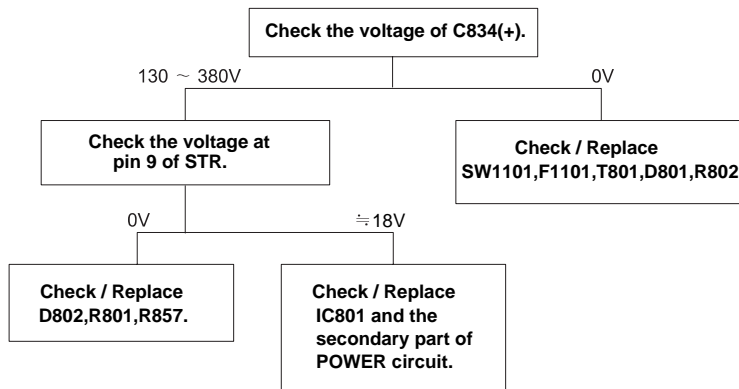 Check the voltage of C834(+).
130 ～ 380V
0V
Check the voltage at
pin 9 of STR.
Check / Replace
SW1101,F1101,T801,D801,R802
0V
≒18V
Check / Replace
D802,R801,R857.
Check / Replace
IC801 and the
secondary part of
POWER circuit.